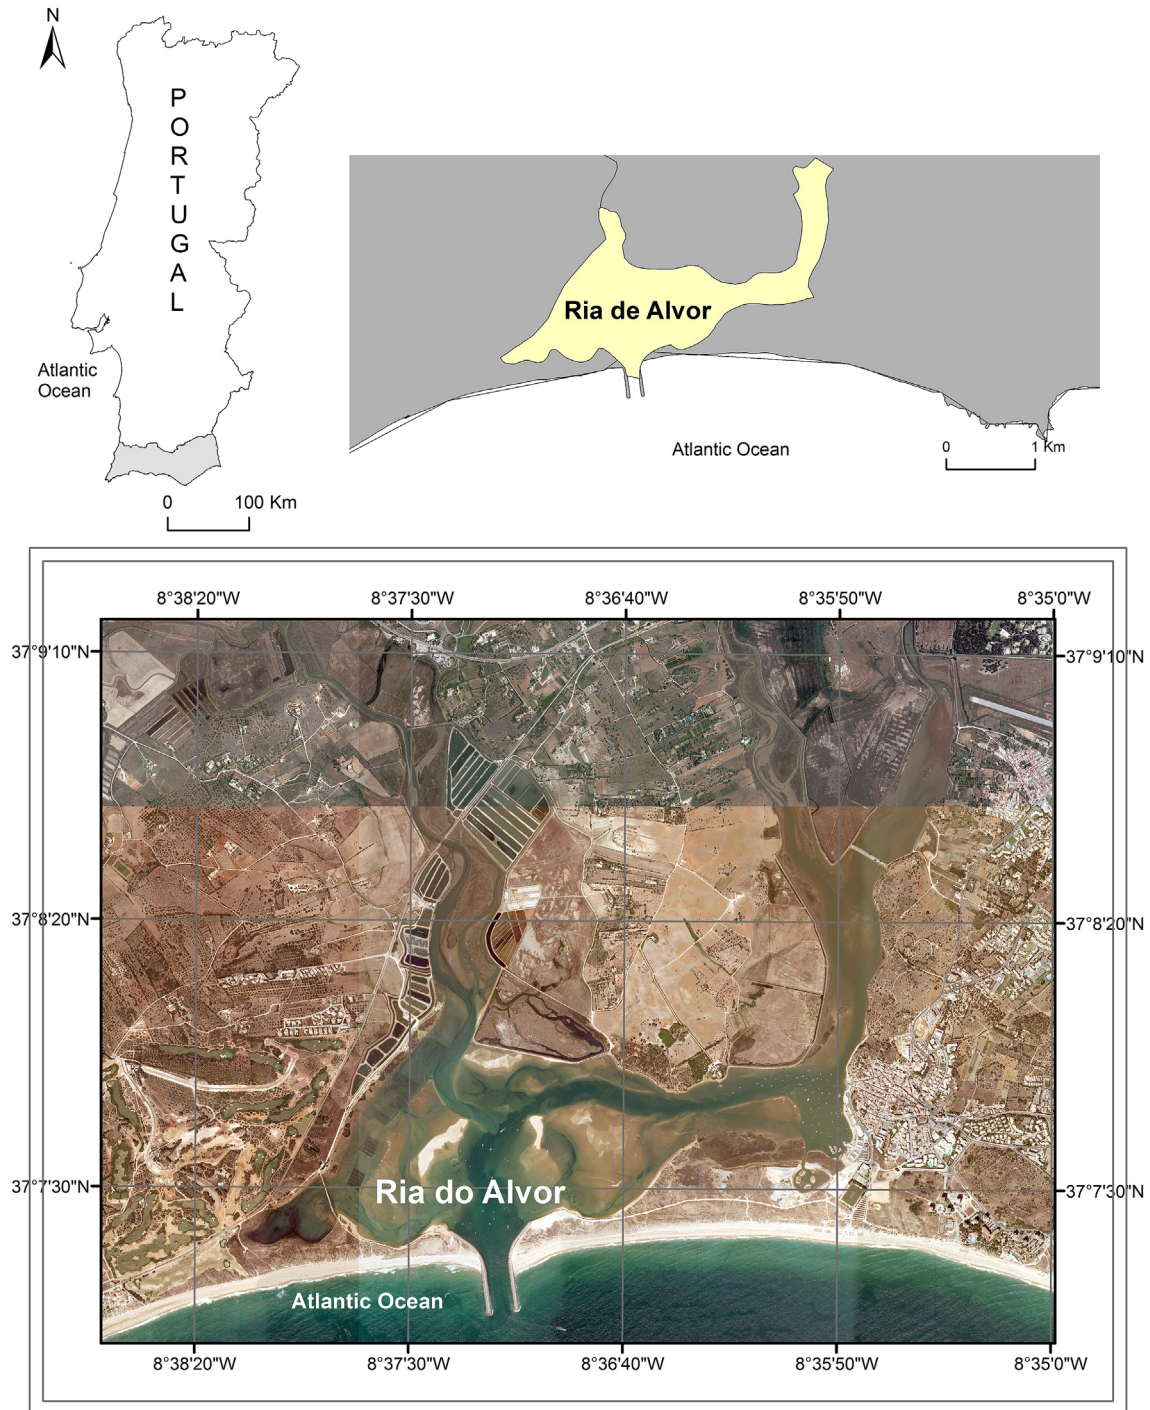 N
PORTUGAL
Atlantic
Ocean
0 100 Km
Ria de Alvor
Atlantic Ocean
0 1 Km
8°38'20"W 8°37'30"W 8°36'40"W 8°35'50"W 8°35'0"W
37°9'10"N 37°9'10"N
37°8'20"N 37°8'20"N
37°7'30"N 37°7'30"N
Ria do Alvor
Atlantic Ocean
8°38'20"W 8°37'30"W 8°36'40"W 8°35'50"W 8°35'0"W